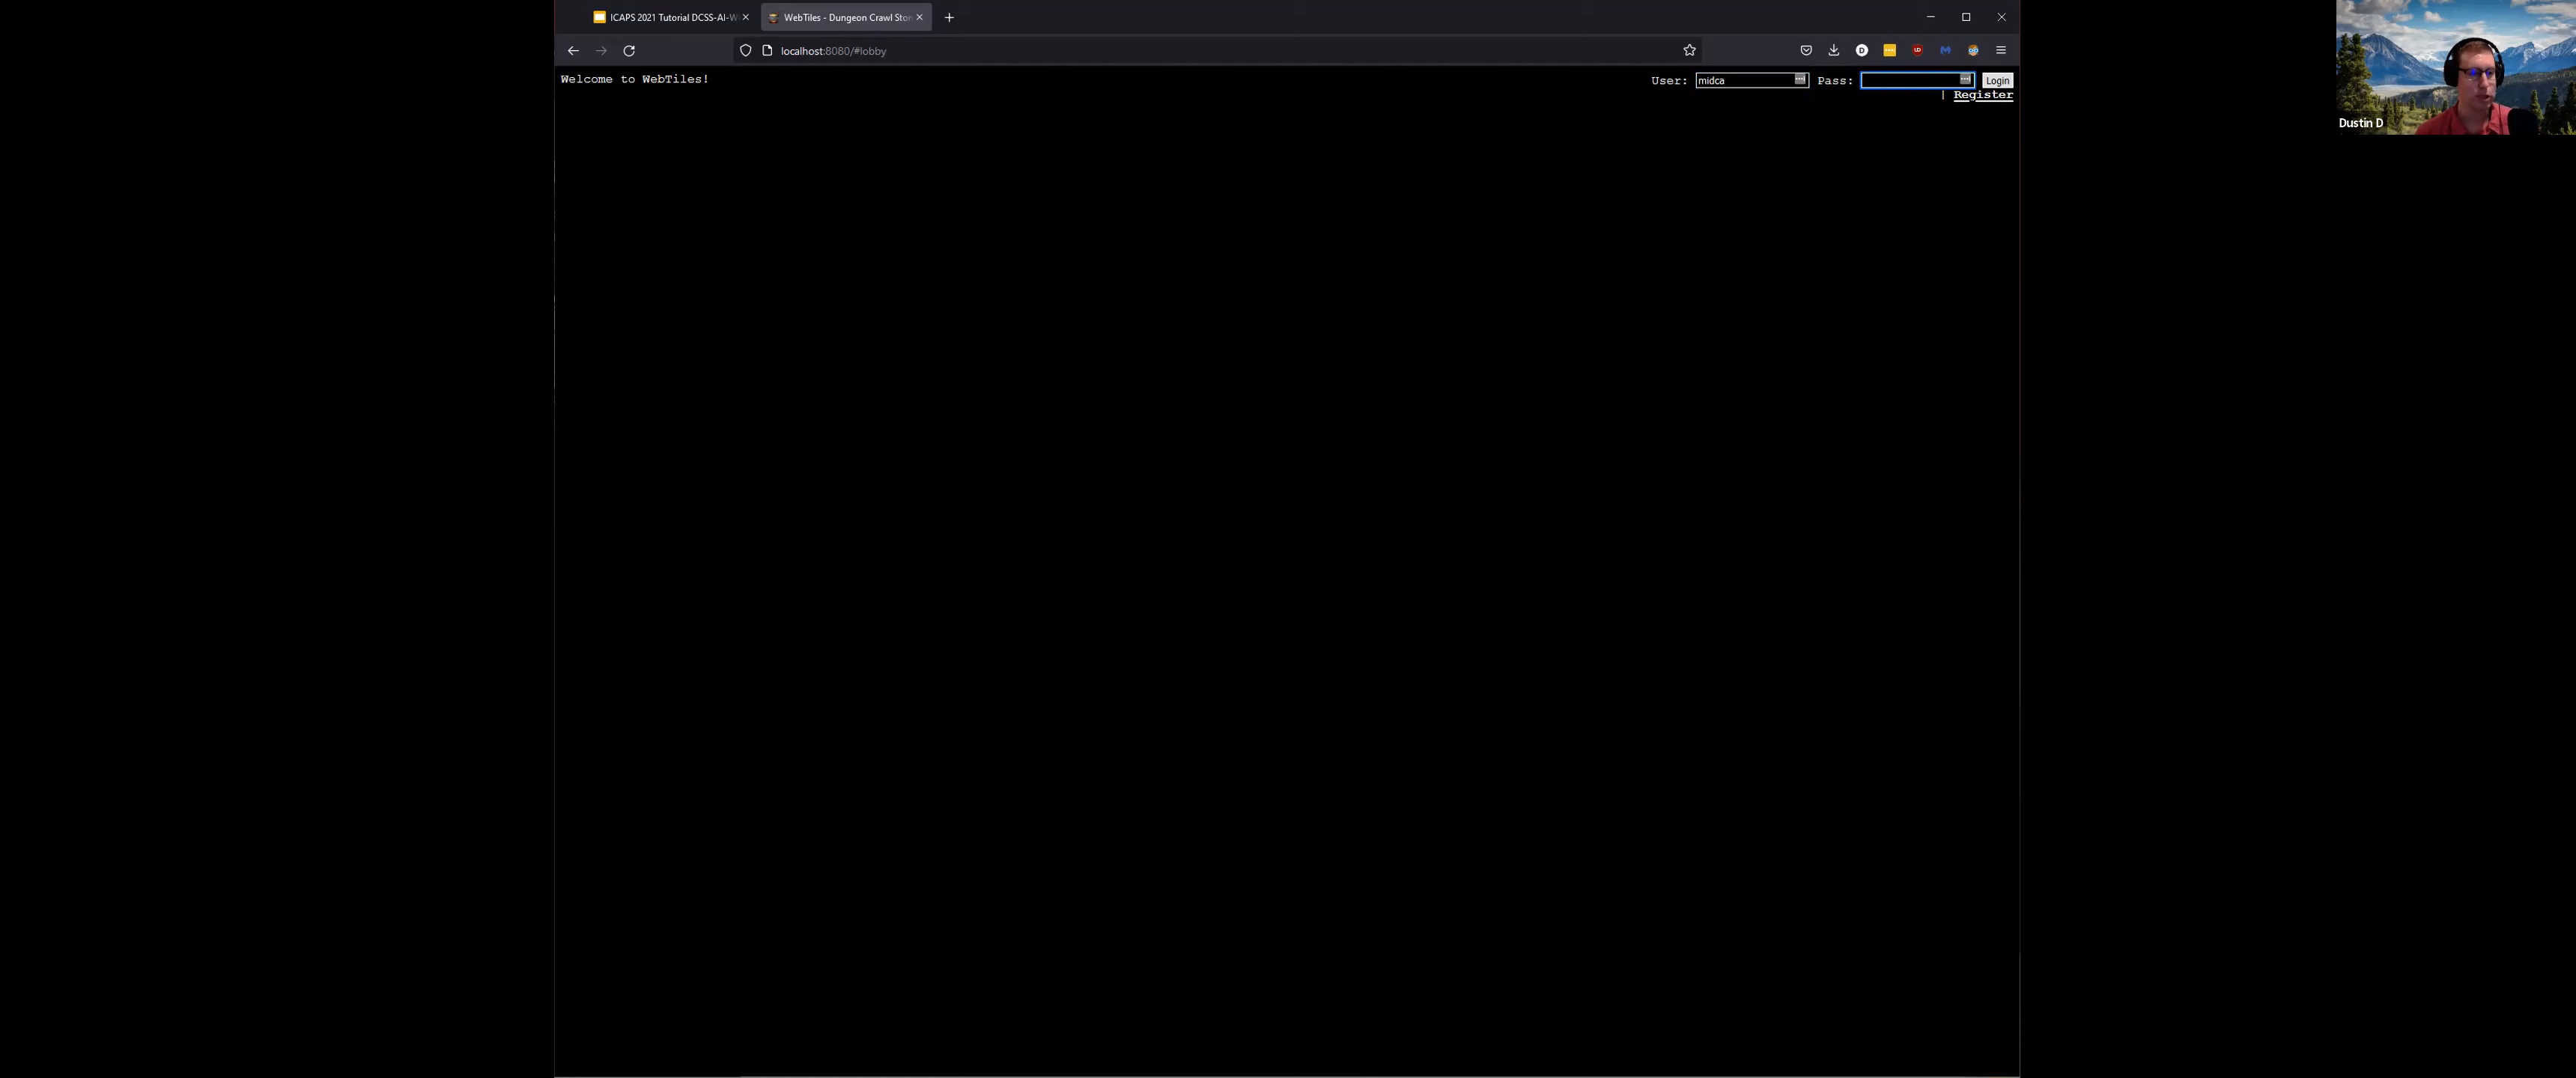 ICAPS 2021 Tutorial DCSS-AI-W
WebTiles - Dungeon Crawl Ston
localhost:8080/#lobby
Welcome to WebTiles!
User: midca Pass: Login
| Register
Dustin D